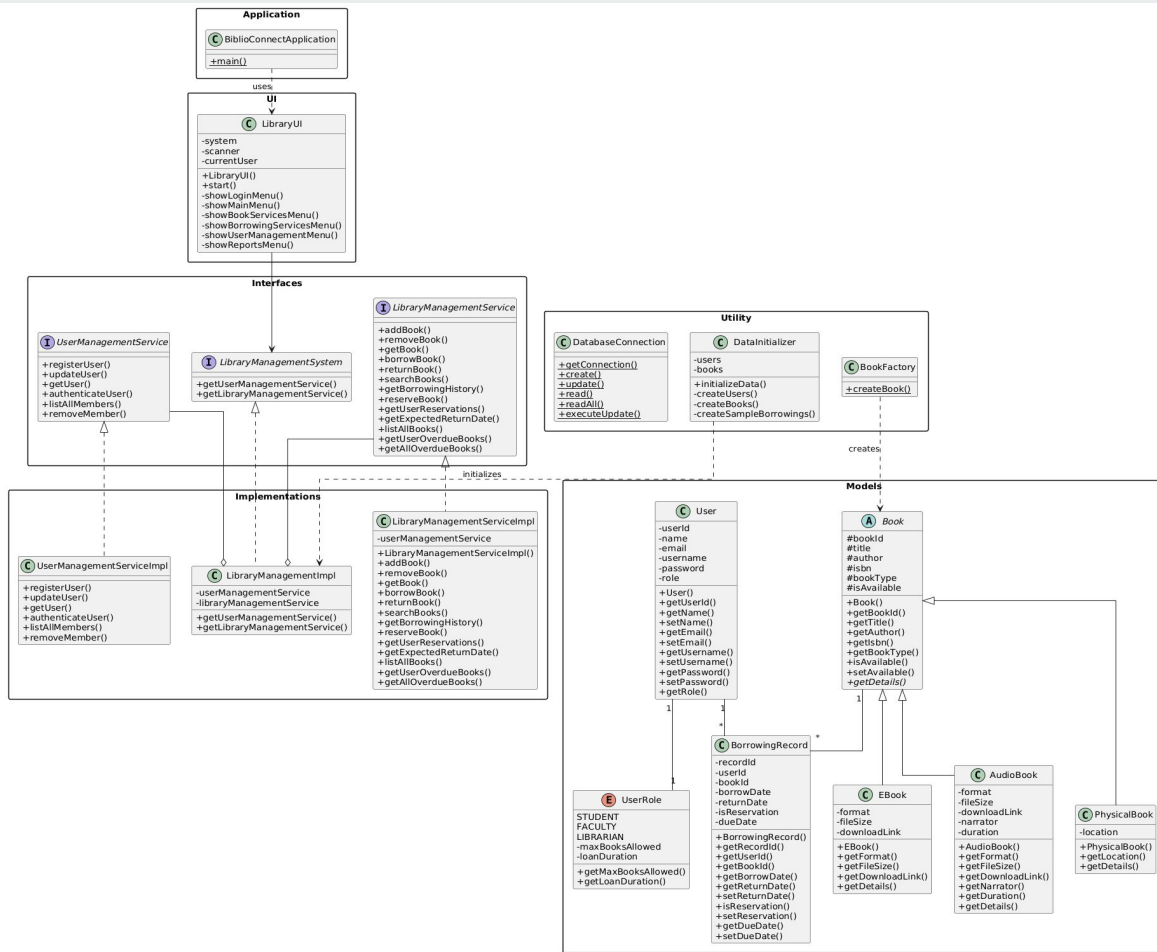 Application
C BiblioConnectApplication
+main()
uses
UI
C LibraryUI
-system
-scanner
-currentUser
+LibraryUI()
+start()
-showLoginMenu()
-showMainMenu()
-showBookServicesMenu()
-showBorrowingServicesMenu()
-showUserManagementMenu()
-showReportsMenu()
Interfaces
I UserManagementService
+registerUser()
+updateUser()
+getUser()
+authenticateUser()
+listAllMembers()
+removeMember()
I LibraryManagementSystem
+getUserManagementService()
+getLibraryManagementService()
I LibraryManagementService
+addBook()
+removeBook()
+getBook()
+borrowBook()
+returnBook()
+searchBooks()
+getBorrowingHistory()
+reserveBook()
+getUserReservations()
+getExpectedReturnDate()
+listAllBooks()
+getUserOverdueBooks()
+getAllOverdueBooks()
Utility
C DatabaseConnection
+getConnection()
+create()
+update()
+read()
+readAll()
+executeUpdate()
C DataInitializer
-users
-books
+initializeData()
-createUsers()
-createBooks()
-createSampleBorrowings()
C BookFactory
+createBook()
creates
initializes
Implementations
C UserManagementServiceImpl
+registerUser()
+updateUser()
+getUser()
+authenticateUser()
+listAllMembers()
+removeMember()
C LibraryManagementImpl
-userManagementService
-libraryManagementService
+getUserManagementService()
+getLibraryManagementService()
C LibraryManagementServiceImpl
-userManagementService
+LibraryManagementServiceImpl()
+addBook()
+removeBook()
+getBook()
+borrowBook()
+returnBook()
+searchBooks()
+getBorrowingHistory()
+reserveBook()
+getUserReservations()
+getExpectedReturnDate()
+listAllBooks()
+getUserOverdueBooks()
+getAllOverdueBooks()
Models
C User
-userId
-name
-email
-username
-password
-role
+User()
+getUserId()
+getName()
+setName()
+getEmail()
+setEmail()
+getUsername()
+setUsername()
+getPassword()
+setPassword()
+getRole()
A Book
#bookId
#title
#author
#isbn
#bookType
#isAvailable
+Book()
+getBookId()
+getTitle()
+getAuthor()
+getIsbn()
+getBookType()
+isAvailable()
+setAvailable()
+getDetails()
1
1
1
*
*
1
E UserRole
STUDENT
FACULTY
LIBRARIAN
-maxBooksAllowed
-loanDuration
+getMaxBooksAllowed()
+getLoanDuration()
C BorrowingRecord
-recordId
-userId
-bookId
-borrowDate
-returnDate
-isReservation
-dueDate
+BorrowingRecord()
+getRecordId()
+getUserId()
+getBookId()
+getBorrowDate()
+getReturnDate()
+setReturnDate()
+isReservation()
+setReservation()
+getDueDate()
+setDueDate()
C EBook
-format
-fileSize
-downloadLink
+EBook()
+getFormat()
+getFileSize()
+getDownloadLink()
+getDetails()
C AudioBook
-format
-fileSize
-downloadLink
-narrator
-duration
+AudioBook()
+getFormat()
+getFileSize()
+getDownloadLink()
+getNarrator()
+getDuration()
+getDetails()
C PhysicalBook
-location
+PhysicalBook()
+getLocation()
+getDetails()